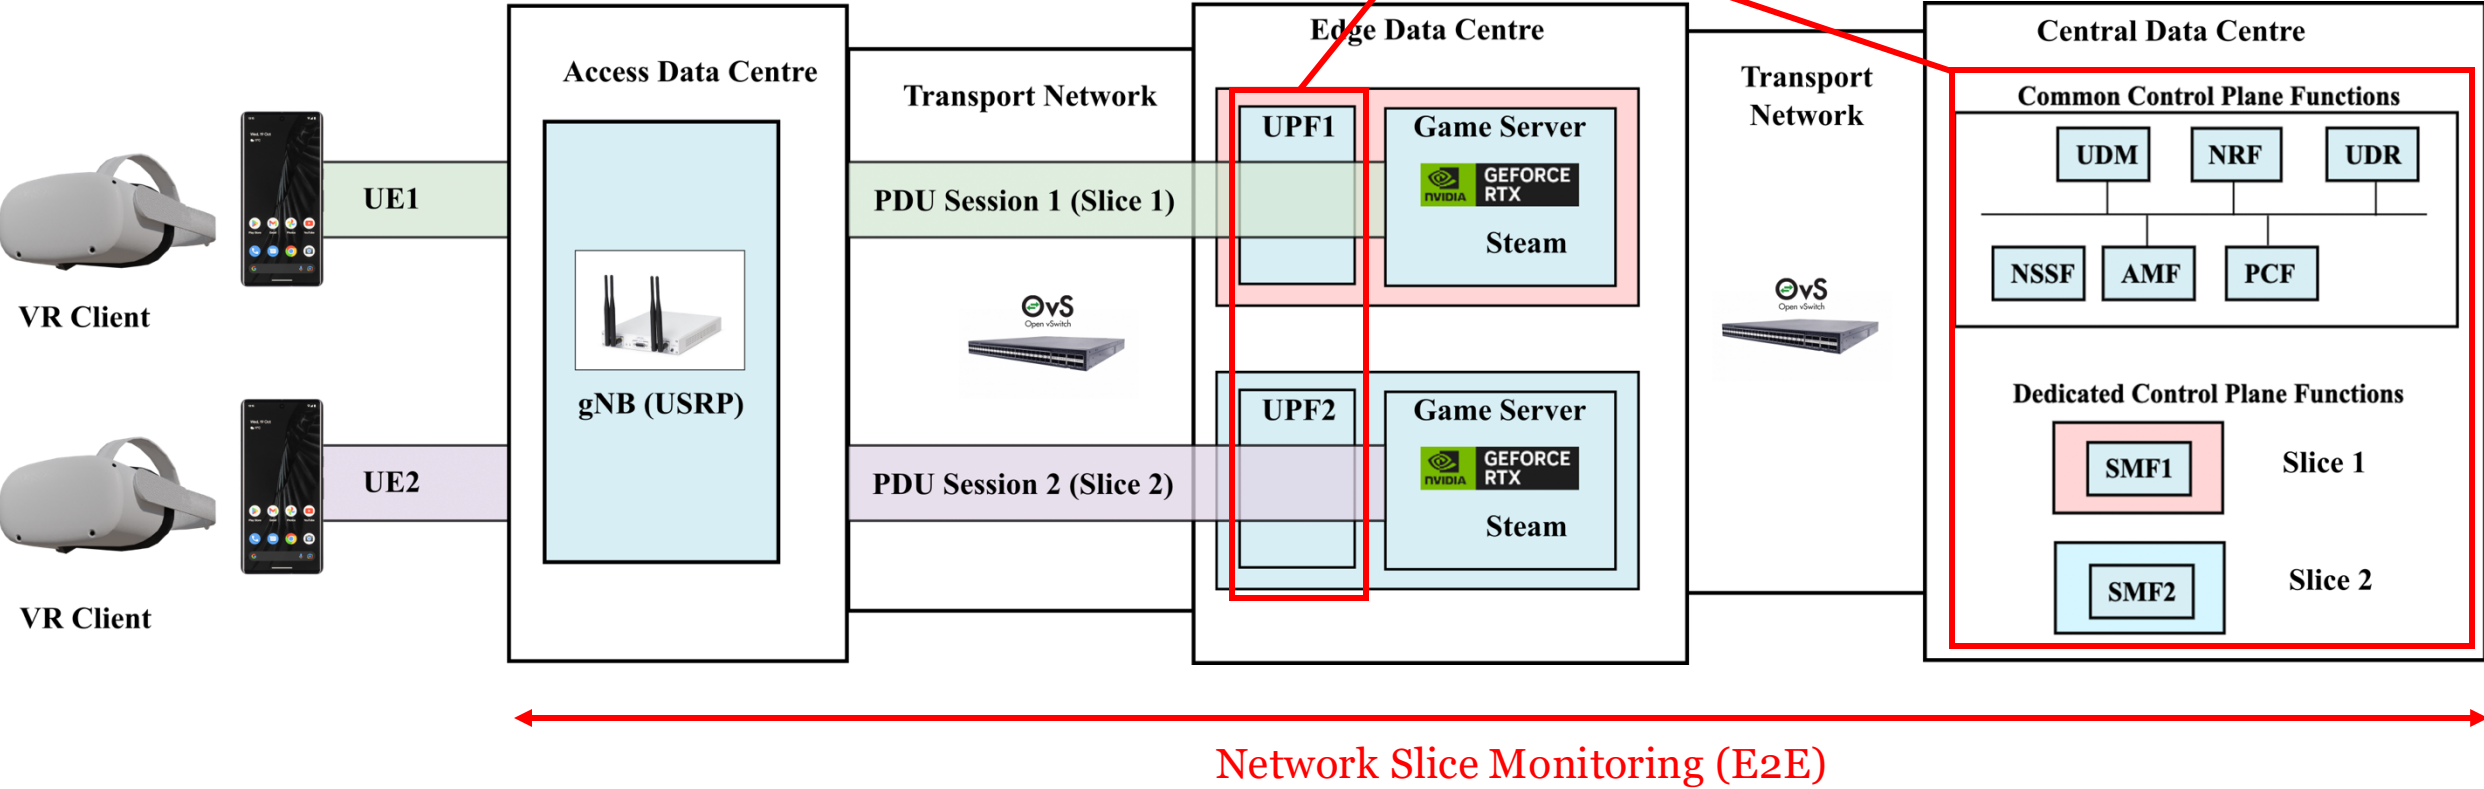 VR Client
VR Client
UE1
UE2
Access Data Centre
gNB (USRP)
Transport Network
PDU Session 1 (Slice 1)
OvS
Open vSwitch
PDU Session 2 (Slice 2)
Edge Data Centre
UPF1
Game Server
NVIDIA
GEFORCE
RTX
Steam
UPF2
Game Server
NVIDIA
GEFORCE
RTX
Steam
Transport
Network
OvS
Open vSwitch
Central Data Centre
Common Control Plane Functions
UDM NRF UDR
NSSF AMF PCF
Dedicated Control Plane Functions
SMF1 Slice 1
SMF2 Slice 2
Network Slice Monitoring (E2E)